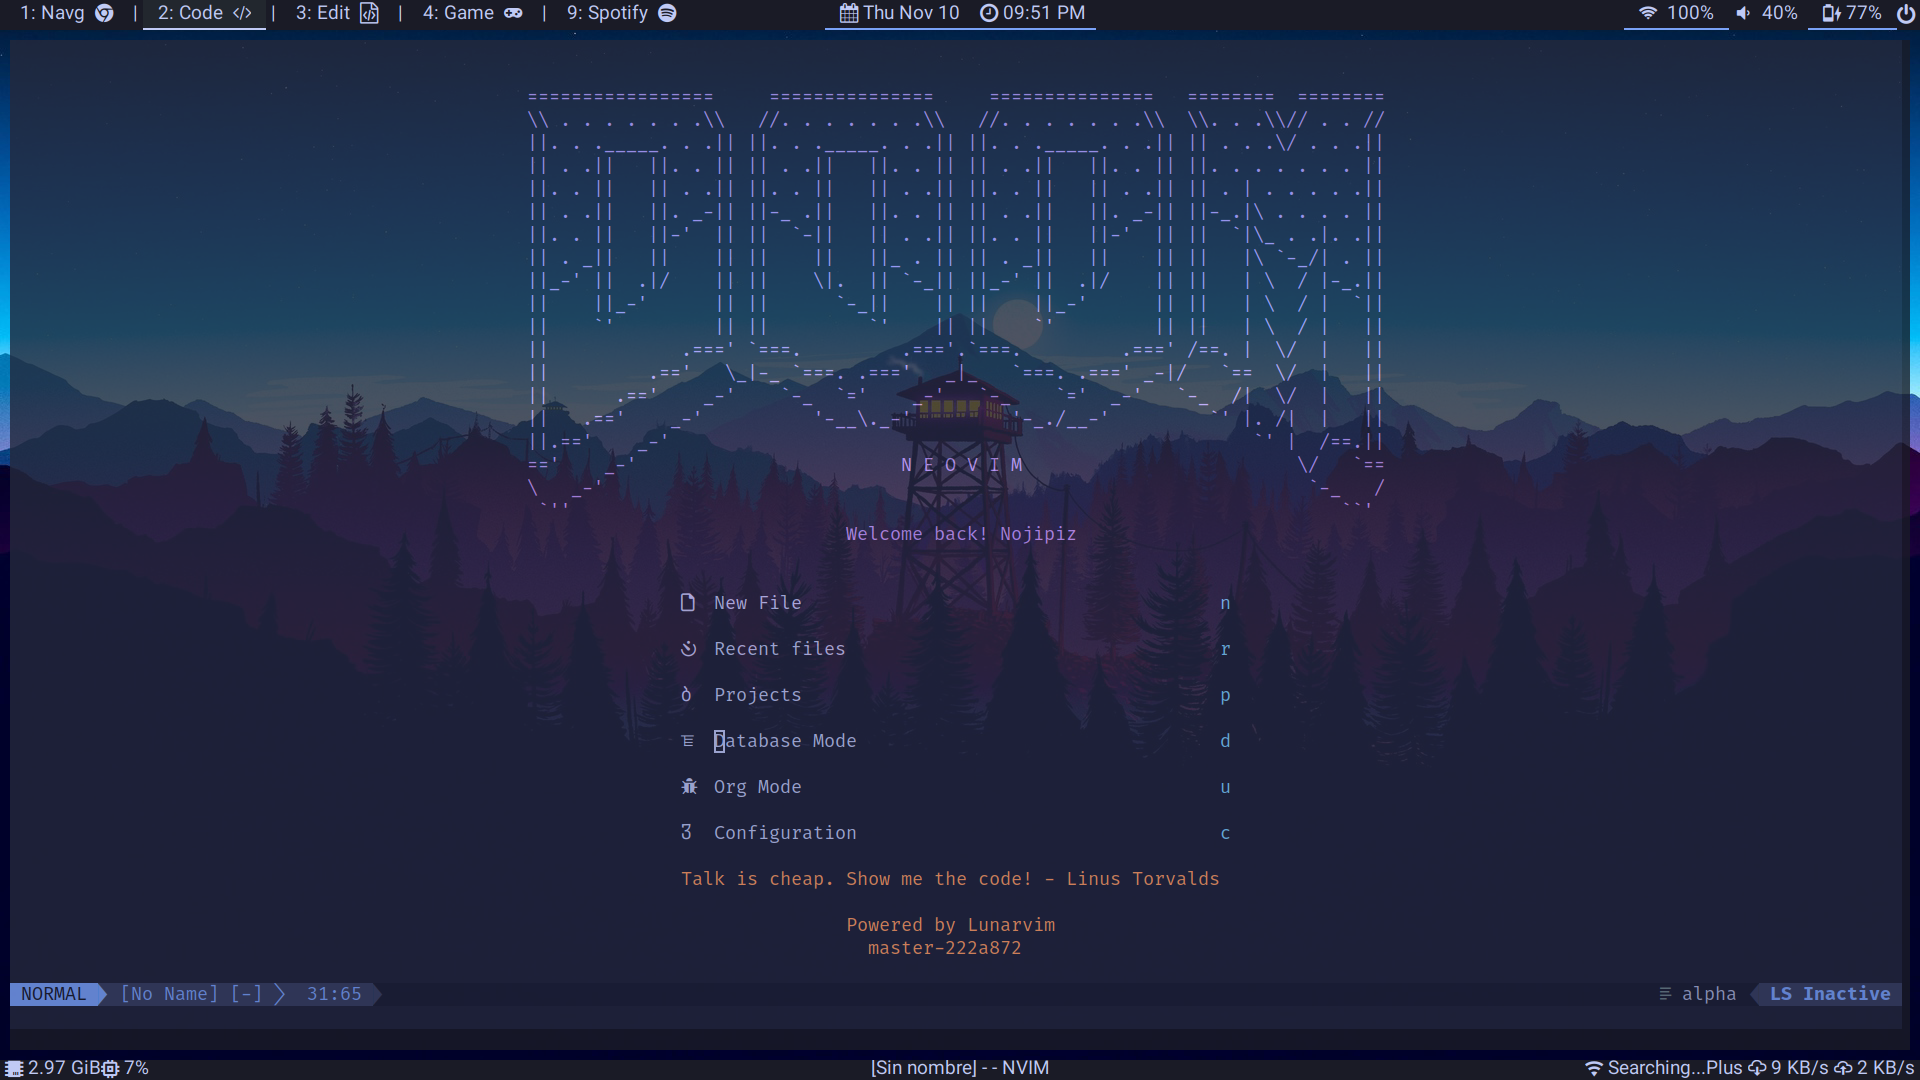 1: Navg | 2: Code </> | 3: Edit | 4: Game | 9: Spotify Thu Nov 10 09:51 PM 100% 40% 77%
N E O V I M
Welcome back! Nojipiz
New File n
Recent files r
Projects p
Database Mode d
Org Mode u
Configuration c
Talk is cheap. Show me the code! - Linus Torvalds
Powered by Lunarvim
master-222a872
NORMAL [No Name] [-] 31:65 alpha LS Inactive
2.97 GiB 7% [Sin nombre] - - NVIM Searching...Plus 9 KB/s 2 KB/s